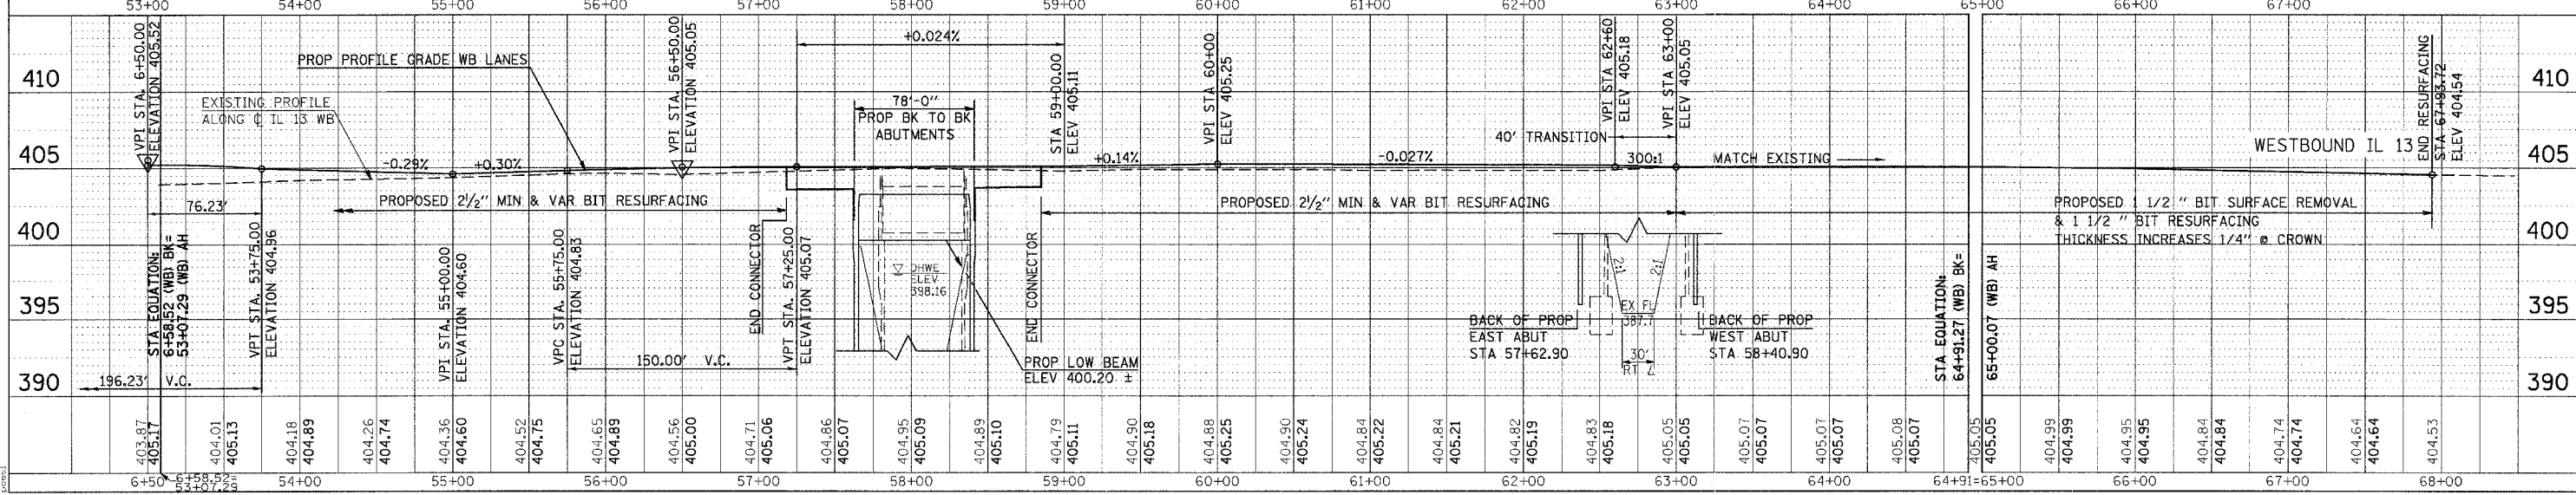 53+00 54+00 55+00 56+00 57+00 58+00 59+00 60+00 61+00 62+00 63+00 64+00 65+00 66+00 67+00
VPI STA. 6+50.00
ELEVATION 405.52
PROP PROFILE GRADE WB LANES
EXISTING PROFILE
ALONG ℄ IL 13 WB
VPI STA. 56+50.00
ELEVATION 405.05
+0.024%
78'-0"
PROP BK TO BK
ABUTMENTS
STA 59+00.00
ELEV 405.11
VPI STA 60+00
ELEV 405.25
VPI STA 62+60
ELEV 405.18
VPI STA 63+00
ELEV 405.05
40' TRANSITION
END RESURFACING
STA 67+93.72
ELEV 404.54
WESTBOUND IL 13
410
405
400
395
390
410
405
400
395
390
-0.29%
+0.30%
+0.14%
-0.027%
300:1
MATCH EXISTING
76.23'
PROPOSED 2½" MIN & VAR BIT RESURFACING
PROPOSED 2½" MIN & VAR BIT RESURFACING
PROPOSED 1 1/2 " BIT SURFACE REMOVAL
& 1 1/2 " BIT RESURFACING
THICKNESS INCREASES 1/4" @ CROWN
STA EQUATION:
6+58.52 (WB) BK=
53+07.29 (WB) AH
VPT STA. 53+75.00
ELEVATION 404.96
VPI STA. 55+00.00
ELEVATION 404.60
VPC STA. 55+75.00
ELEVATION 404.83
END CONNECTOR
VPT STA. 57+25.00
ELEVATION 405.07
OHWE
ELEV
398.16
END CONNECTOR
PROP LOW BEAM
ELEV 400.20 ±
196.23' V.C.
150.00' V.C.
2:1
2:1
EX FL
387.7
30'
RT ∠
BACK OF PROP
EAST ABUT
STA 57+62.90
BACK OF PROP
WEST ABUT
STA 58+40.90
STA EQUATION:
64+91.27 (WB) BK=
65+00.07 (WB) AH
403.87
405.17
404.01
405.13
404.18
404.89
404.26
404.74
404.36
404.60
404.52
404.75
404.65
404.89
404.56
405.00
404.71
405.06
404.86
405.07
404.95
405.09
404.89
405.10
404.79
405.11
404.90
405.18
404.88
405.25
404.90
405.24
404.84
405.22
404.84
405.21
404.82
405.19
404.83
405.18
405.05
405.05
405.07
405.07
405.07
405.07
405.08
405.07
405.05
405.05
404.99
404.99
404.95
404.95
404.84
404.84
404.74
404.74
404.64
404.64
404.53
6+50 6+58.52=
53+07.29
54+00 55+00 56+00 57+00 58+00 59+00 60+00 61+00 62+00 63+00 64+00 64+91=65+00 66+00 67+00 68+00